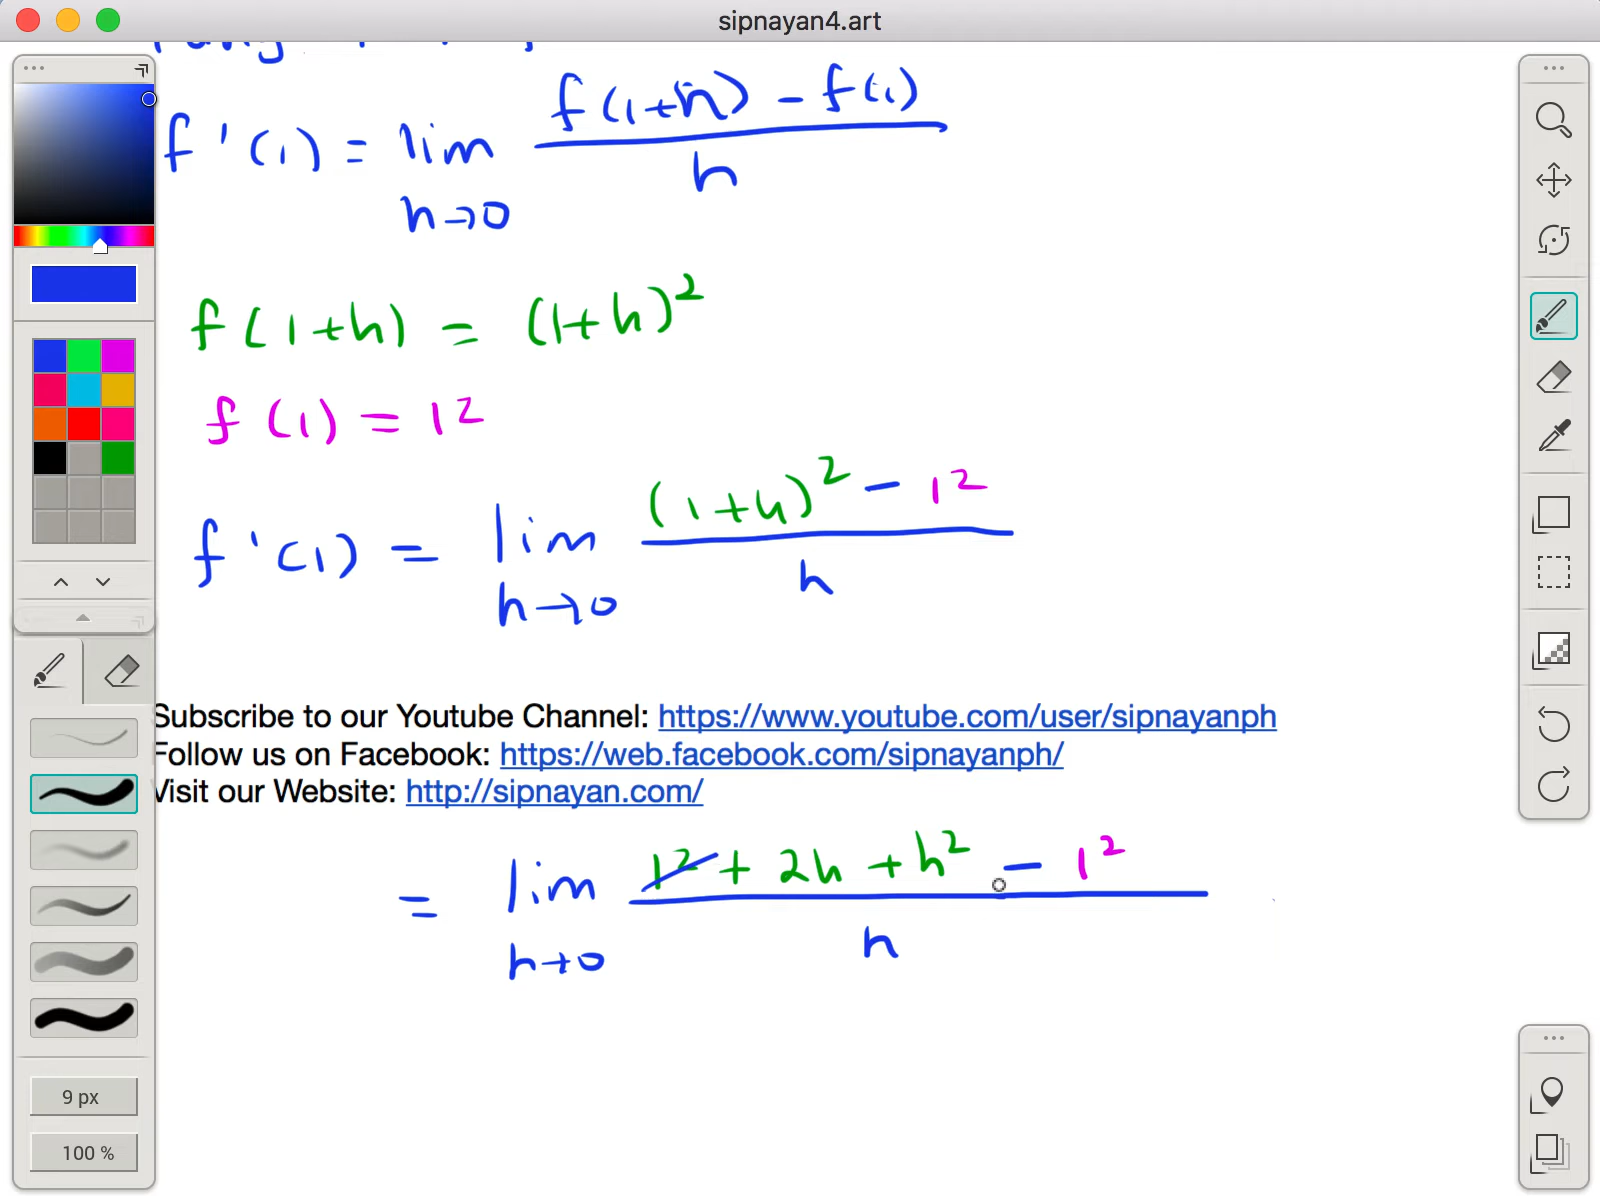 sipnayan4.art
f'(1) = lim h→0 f(1+h) - f(1) / h
f(1+h) = (1+h)²
f(1) = 1²
f'(1) = lim h→0 (1+h)² - 1² / h
Subscribe to our Youtube Channel: https://www.youtube.com/user/sipnayanph
Follow us on Facebook: https://web.facebook.com/sipnayanph/
Visit our Website: http://sipnayan.com/
= lim h→0 1² + 2h + h² - 1² / h
9 px
100 %